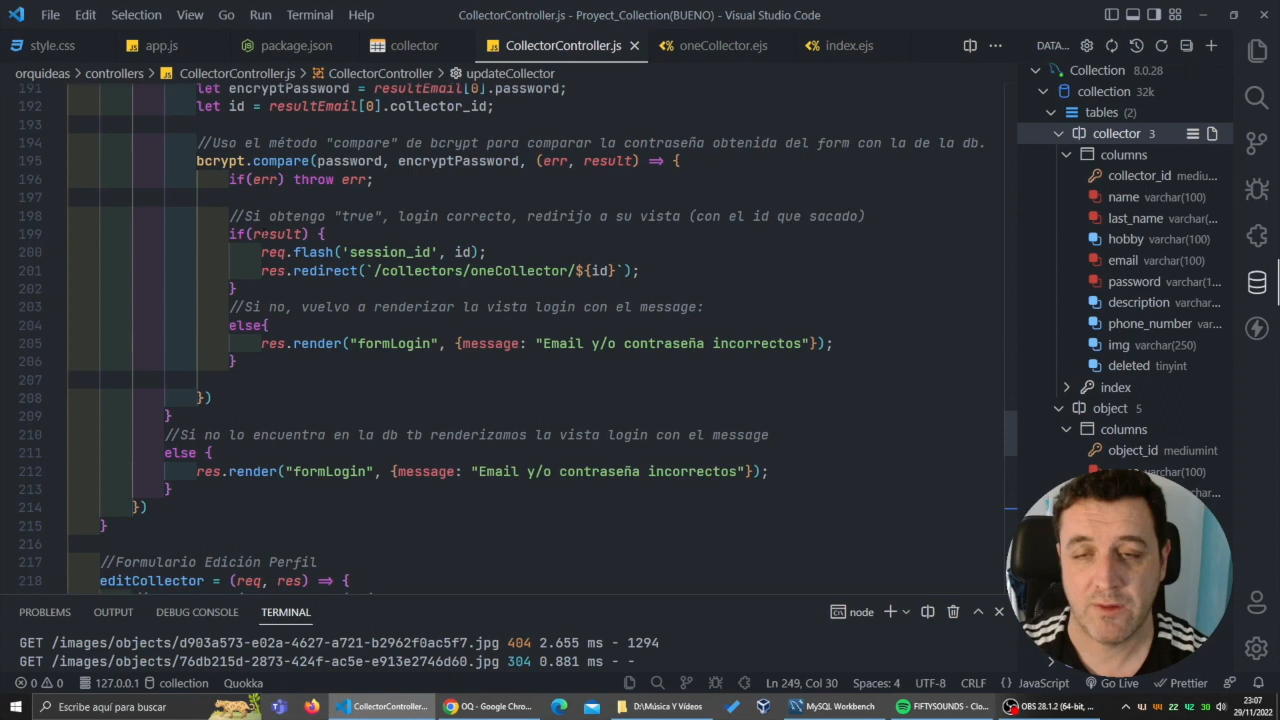 File Edit Selection View Go Run Terminal Help
CollectorController.js - Proyect_Collection(BUENO) - Visual Studio Code
style.css app.js package.json collector CollectorController.js oneCollector.ejs index.ejs
DATA...
orquideas > controllers > CollectorController.js > CollectorController > updateCollector
191 let encryptPassword = resultEmail[0].password;
192 let id = resultEmail[0].collector_id;
193
194 //Uso el método "compare" de bcrypt para comparar la contraseña obtenida del form con la de la db.
195 bcrypt.compare(password, encryptPassword, (err, result) => {
196 if(err) throw err;
197
198 //Si obtengo "true", login correcto, redirijo a su vista (con el id que sacado)
199 if(result) {
200 req.flash('session_id', id);
201 res.redirect(`/collectors/oneCollector/${id}`);
202 }
203 //Si no, vuelvo a renderizar la vista login con el message:
204 else{
205 res.render("formLogin", {message: "Email y/o contraseña incorrectos"});
206 }
207
208 })
209 }
210 //Si no lo encuentra en la db tb renderizamos la vista login con el message
211 else {
212 res.render("formLogin", {message: "Email y/o contraseña incorrectos"});
213 }
214 })
215 }
216
217 //Formulario Edición Perfil
218 editCollector = (req, res) => {
Collection 8.0.28
collection 32k
tables (2)
collector 3
columns
collector_id mediu...
name varchar(100)
last_name varchar(...
hobby varchar(100)
email varchar(100)
password varchar(1...
description varchar...
phone_number va...
img varchar(250)
deleted tinyint
index
object 5
columns
object_id mediumint
varchar(100)
PROBLEMS OUTPUT DEBUG CONSOLE TERMINAL
node
GET /images/objects/d903a573-e02a-4627-a721-b2962f0ac5f7.jpg 404 2.655 ms - 1294
GET /images/objects/76db215d-2873-424f-ac5e-e913e2746d60.jpg 304 0.881 ms - -
0 0 127.0.0.1 collection Quokka
Ln 249, Col 30 Spaces: 4 UTF-8 CRLF {} JavaScript Go Live Prettier
Escribe aquí para buscar
CollectorController.js...
OQ - Google Chrome...
D:\Música Y Vídeos
MySQL Workbench
FIFTYSOUNDS - Clo...
OBS 28.1.2 (64-bit, ...
41 44 22 42 30
23:07
29/11/2022